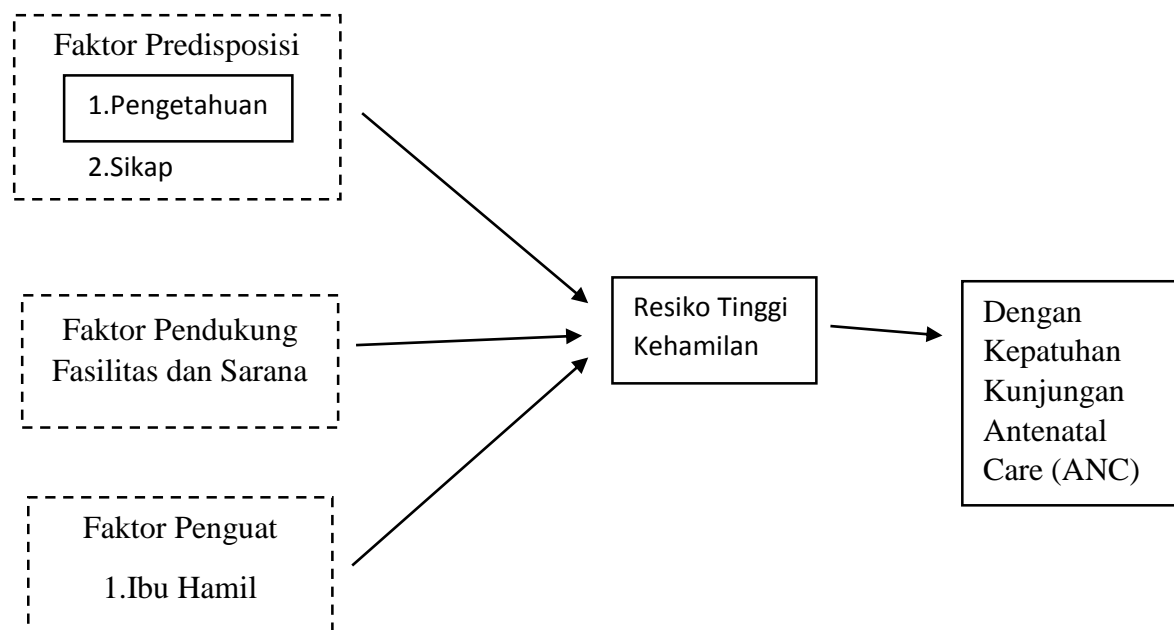 Faktor Predisposisi
1.Pengetahuan
2.Sikap
Faktor Pendukung
Fasilitas dan Sarana
Faktor Penguat
1.Ibu Hamil
Resiko Tinggi
Kehamilan
Dengan
Kepatuhan
Kunjungan
Antenatal
Care (ANC)